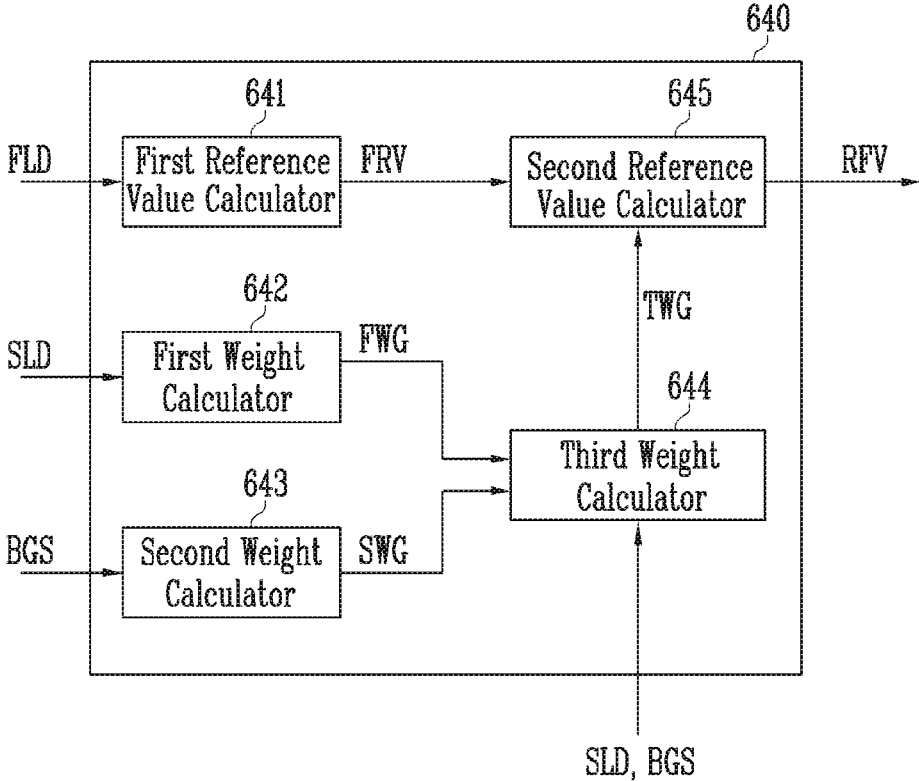 640
641
645
FLD
First Reference
Value Calculator
FRV
Second Reference
Value Calculator
RFV
642
TWG
SLD
First Weight
Calculator
FWG
644
Third Weight
Calculator
643
BGS
Second Weight
Calculator
SWG
SLD, BGS